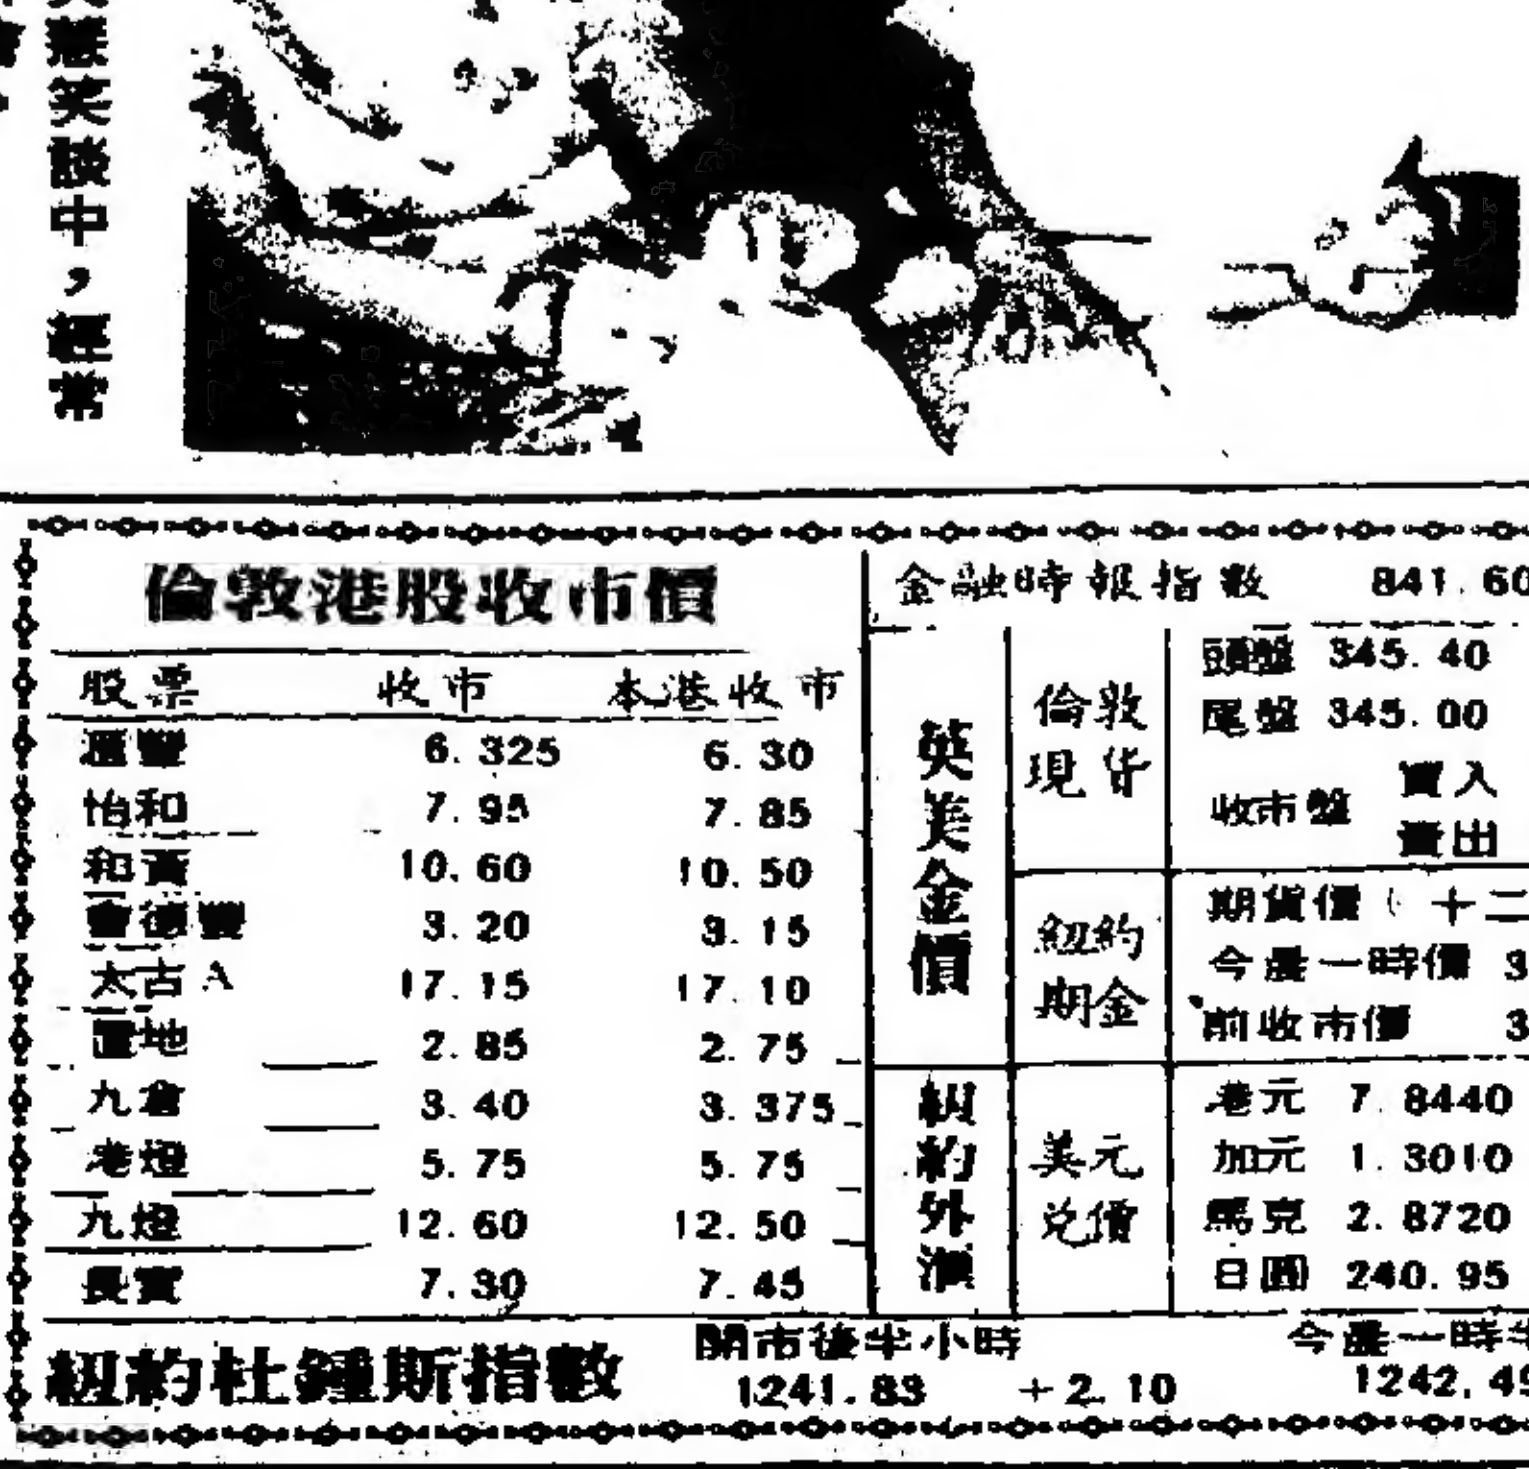 慧笑談中，經常
倫敦港股收市價
股票 收市 本港收市
滙豐 6.325 6.30
怡和 7.95 7.85
和黃 10.60 10.50
會德豐 3.20 3.15
太古A 17.15 17.10
置地 2.85 2.75
九倉 3.40 3.375
港燈 5.75 5.75
九燈 12.60 12.50
長實 7.30 7.45
金融時報指數 841.60
英美金價
倫敦現貨
頭盤 345.40
尾盤 345.00
收市盤 買入
賣出
紐約期金
期貨價（十二
今晨一時價 3
前收市價 3
紐約外滙
美元兌價
港元 7.8440
加元 1.3010
馬克 2.8720
日圓 240.95
紐約杜鍾斯指數
開市後半小時
1241.83 +2.10
今晨一時半
1242.49